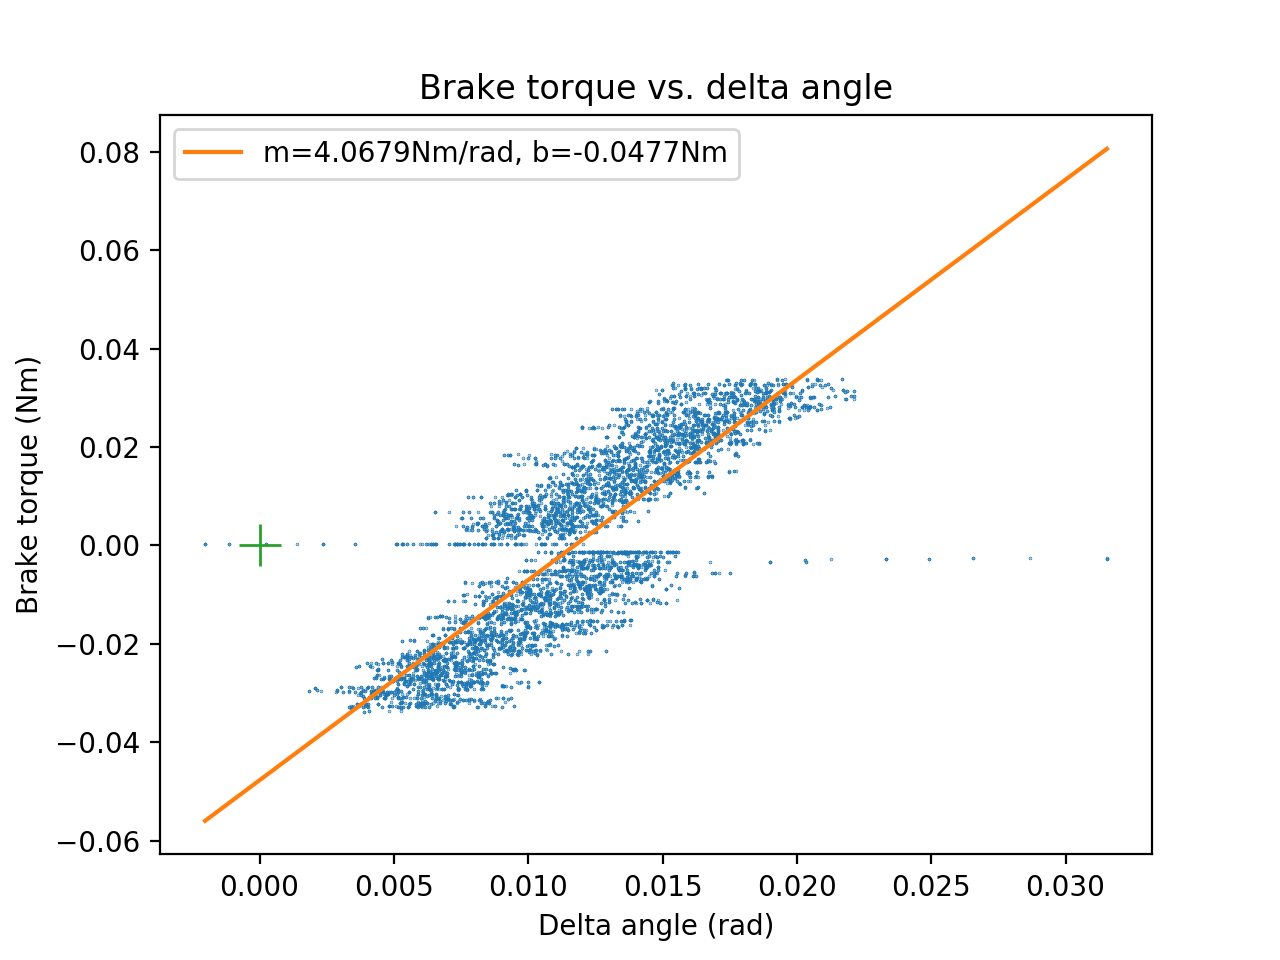 Brake torque vs. delta angle
m=4.0679Nm/rad, b=-0.0477Nm
Brake torque (Nm)
0.08
0.06
0.04
0.02
0.00
−0.02
−0.04
−0.06
0.000 0.005 0.010 0.015 0.020 0.025 0.030
Delta angle (rad)